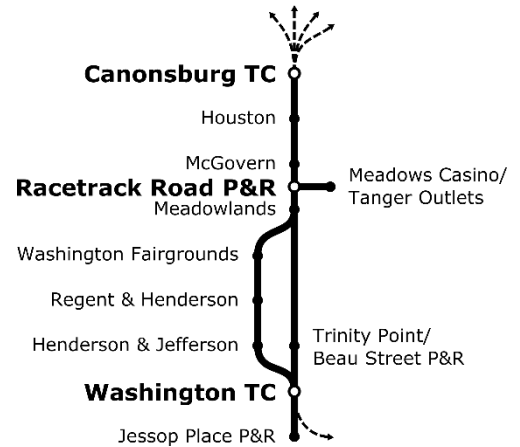 Canonsburg TC
Houston
McGovern
Racetrack Road P&R
Meadows Casino/
Tanger Outlets
Meadowlands
Washington Fairgrounds
Regent & Henderson
Henderson & Jefferson
Trinity Point/
Beau Street P&R
Washington TC
Jessop Place P&R